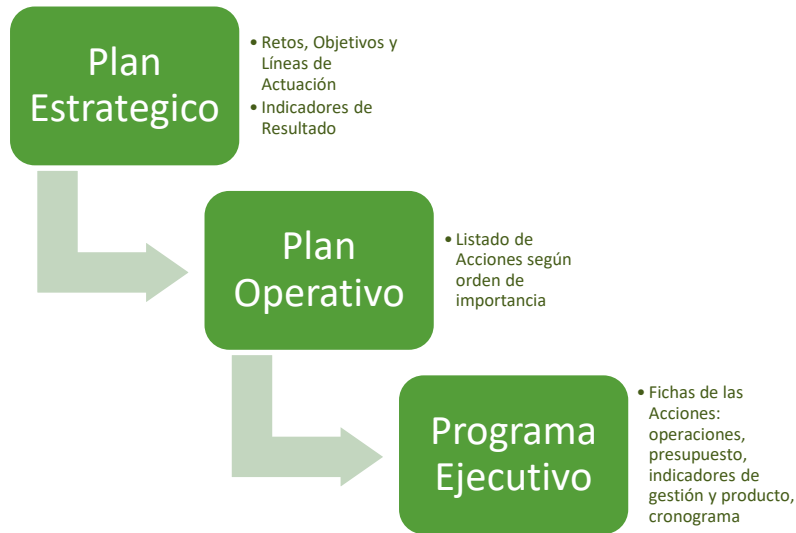 Plan
Estrategico
• Retos, Objetivos y
Líneas de
Actuación
• Indicadores de
Resultado
Plan
Operativo
• Listado de
Acciones según
orden de
importancia
Programa
Ejecutivo
• Fichas de las
Acciones:
operaciones,
presupuesto,
indicadores de
gestión y producto,
cronograma